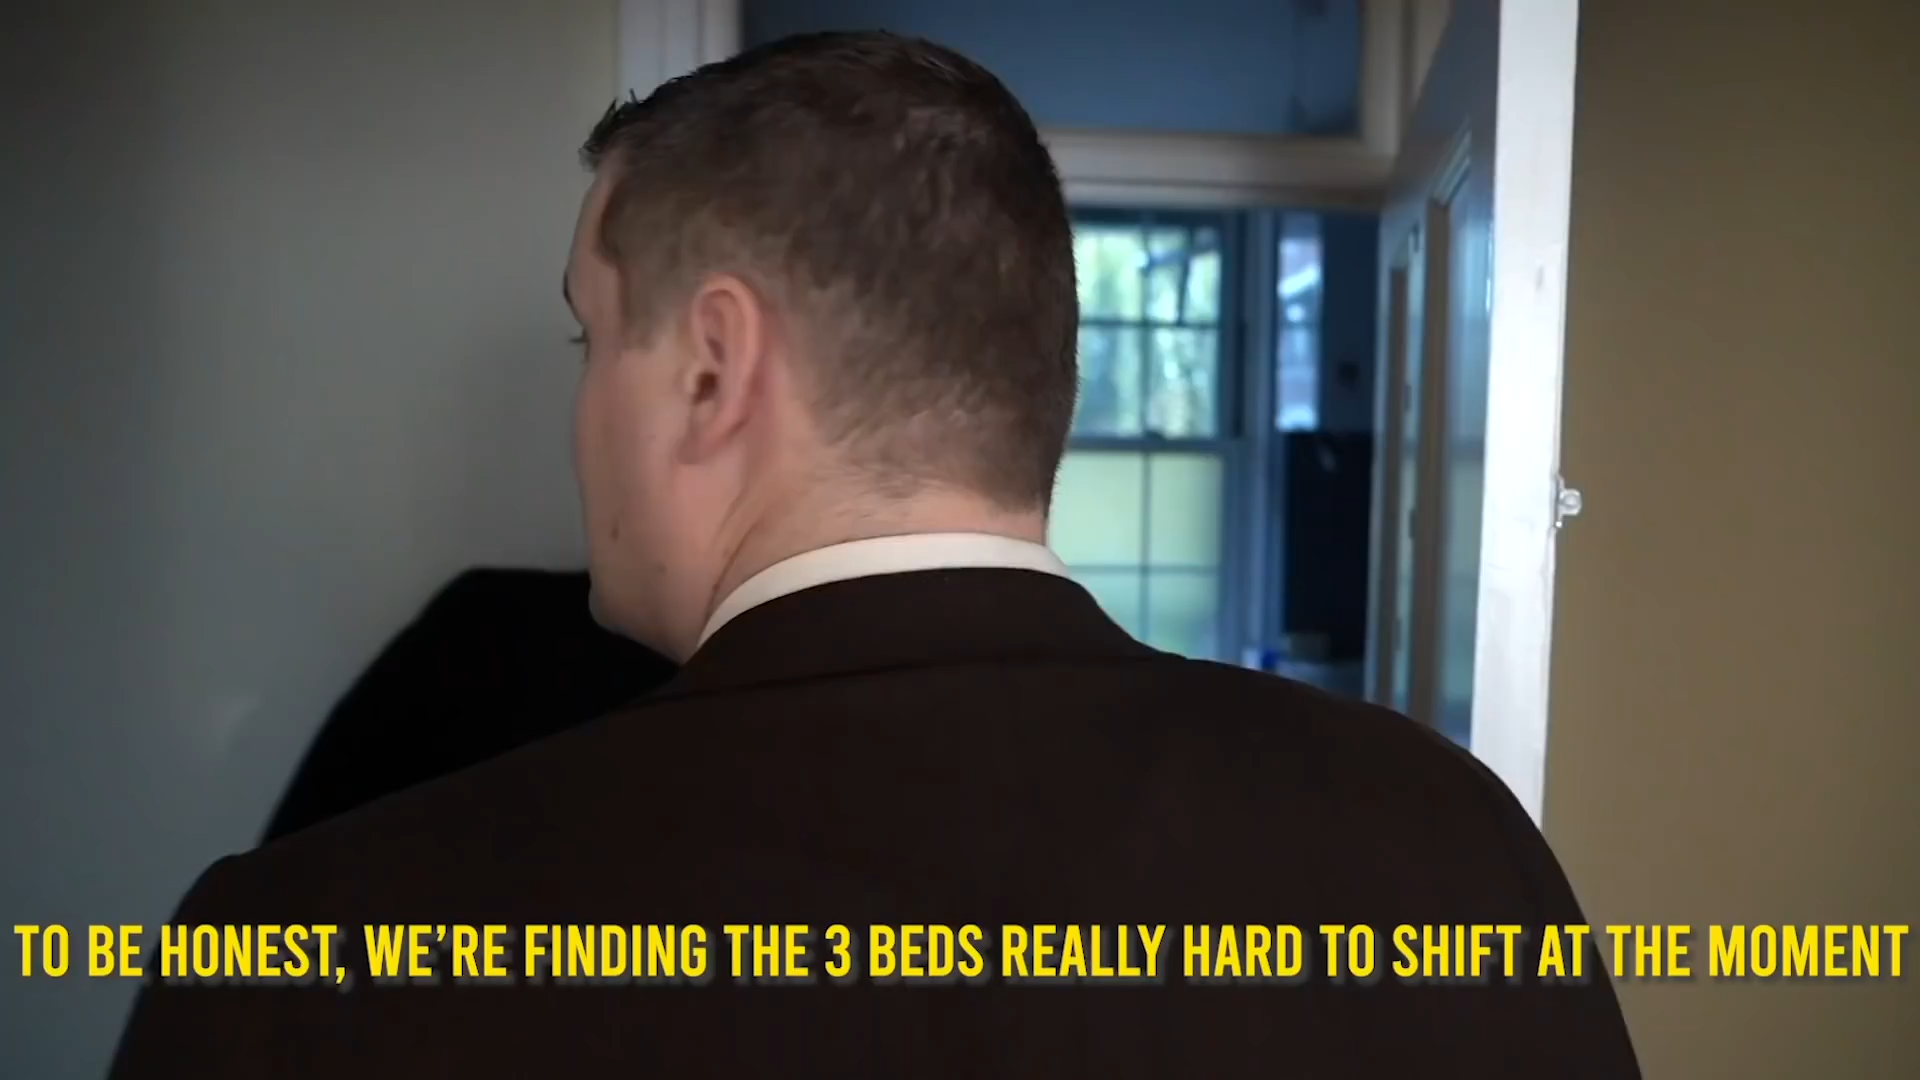 TO BE HONEST, WE'RE FINDING THE 3 BEDS REALLY HARD TO SHIFT AT THE MOMENT